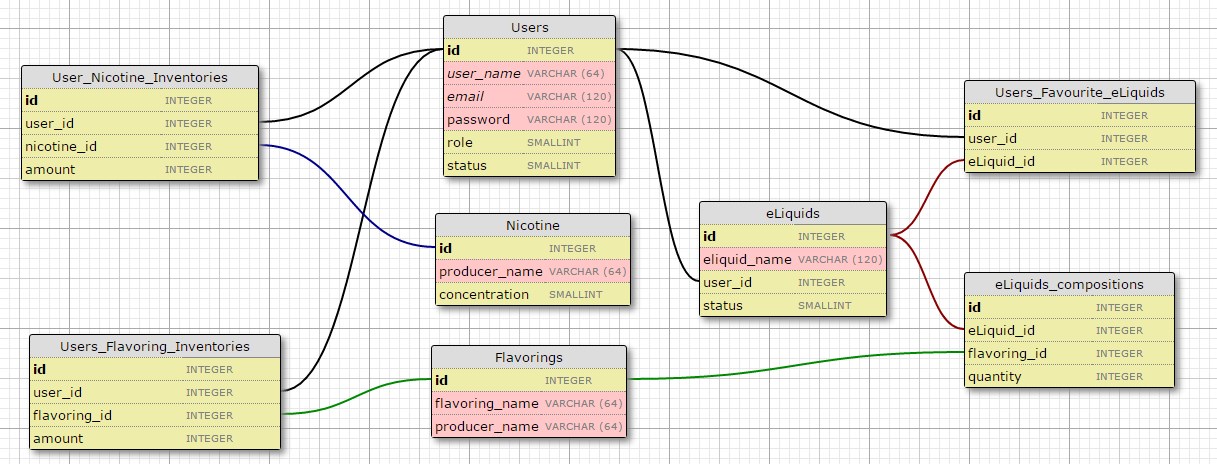 Users
id INTEGER
user_name VARCHAR (64)
email VARCHAR (120)
password VARCHAR (120)
role SMALLINT
status SMALLINT
User_Nicotine_Inventories
id INTEGER
user_id INTEGER
nicotine_id INTEGER
amount INTEGER
Users_Favourite_eLiquids
id INTEGER
user_id INTEGER
eLiquid_id INTEGER
Nicotine
id INTEGER
producer_name VARCHAR (64)
concentration SMALLINT
eLiquids
id INTEGER
eliquid_name VARCHAR (120)
user_id INTEGER
status SMALLINT
eLiquids_compositions
id INTEGER
eLiquid_id INTEGER
flavoring_id INTEGER
quantity INTEGER
Users_Flavoring_Inventories
id INTEGER
user_id INTEGER
flavoring_id INTEGER
amount INTEGER
Flavorings
id INTEGER
flavoring_name VARCHAR (64)
producer_name VARCHAR (64)